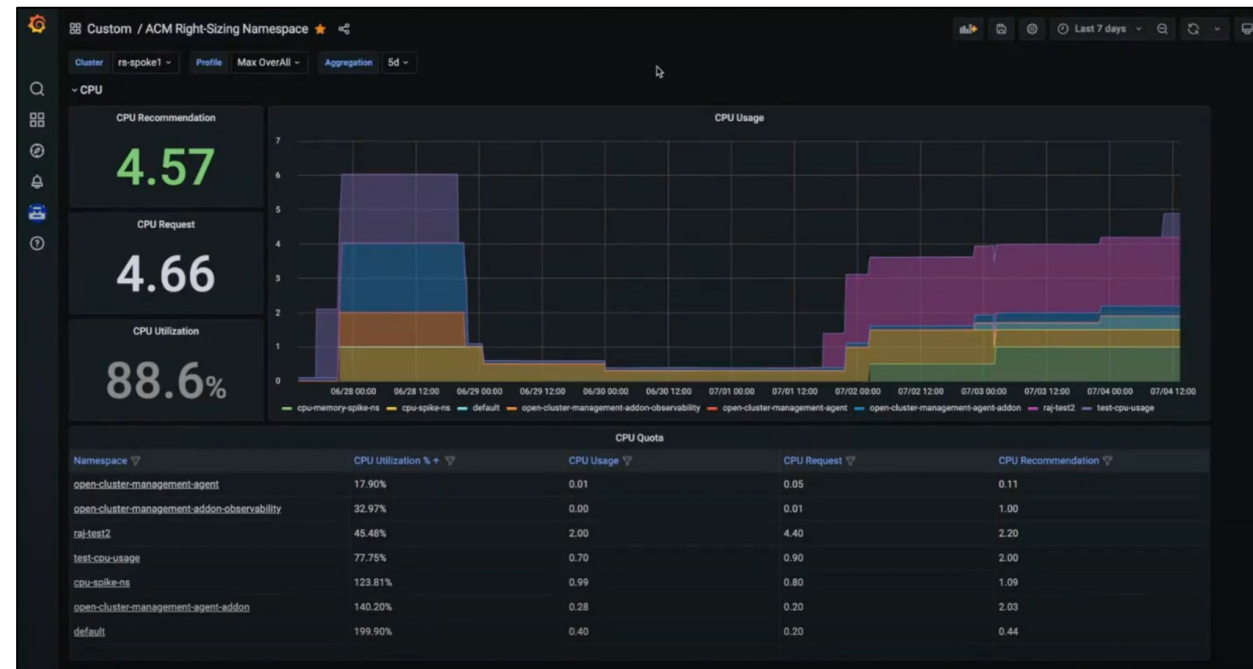 Custom / ACM Right-Sizing Namespace
Last 7 days
Cluster rs-spoke1 Profile Max OverAll Aggregation 5d
CPU
CPU Recommendation
4.57
CPU Request
4.66
CPU Utilization
88.6%
CPU Usage
7
6
5
4
3
2
1
0
06/28 00:00 06/28 12:00 06/29 00:00 06/29 12:00 06/30 00:00 06/30 12:00 07/01 00:00 07/01 12:00 07/02 00:00 07/02 12:00 07/03 00:00 07/03 12:00 07/04 00:00 07/04 12:00
cpu-memory-spike-ns cpu-spike-ns default open-cluster-management-addon-observability open-cluster-management-agent open-cluster-management-agent-addon raj-test2 test-cpu-usage
CPU Quota
Namespace CPU Utilization % CPU Usage CPU Request CPU Recommendation
open-cluster-management-agent 17.90% 0.01 0.05 0.11
open-cluster-management-addon-observability 32.97% 0.00 0.01 1.00
raj-test2 45.48% 2.00 4.40 2.20
test-cpu-usage 77.75% 0.70 0.90 2.00
cpu-spike-ns 123.81% 0.99 0.80 1.09
open-cluster-management-agent-addon 140.20% 0.28 0.20 2.03
default 199.90% 0.40 0.20 0.44